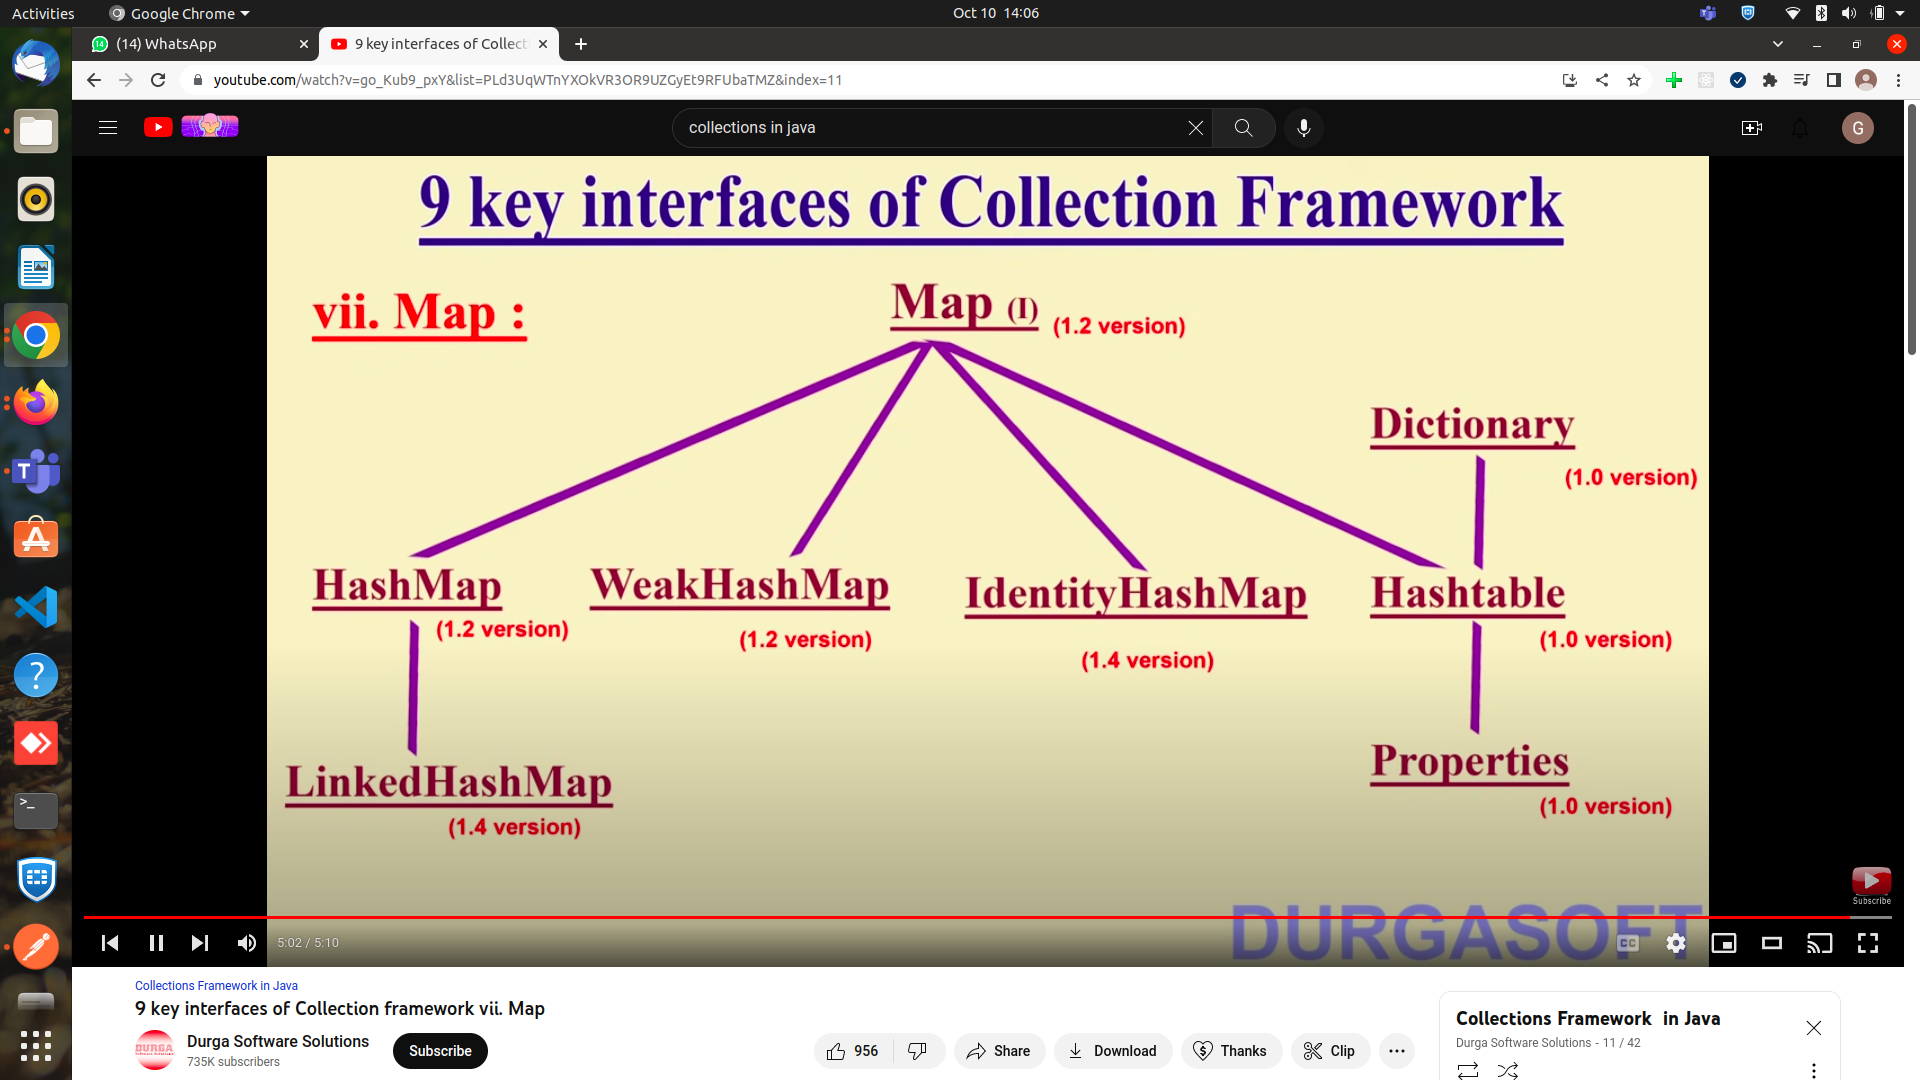 Activities Google Chrome Oct 10 14:06
(14) WhatsApp
9 key interfaces of Collect
youtube.com/watch?v=go_Kub9_pxY&list=PLd3UqWTnYXOkVR3OR9UZGyEt9RFUbaTMZ&index=11
collections in java
G
9 key interfaces of Collection Framework
vii. Map :
Map (I) (1.2 version)
Dictionary
(1.0 version)
HashMap WeakHashMap IdentityHashMap Hashtable
(1.2 version) (1.2 version) (1.4 version) (1.0 version)
LinkedHashMap
(1.4 version)
Properties
(1.0 version)
Subscribe
DURGASOFT
5:02 / 5:10
CC
Collections Framework in Java
9 key interfaces of Collection framework vii. Map
DURGA
Durga Software Solutions
735K subscribers
Subscribe
956
Share
Download
Thanks
Clip
Collections Framework in Java
Durga Software Solutions - 11 / 42